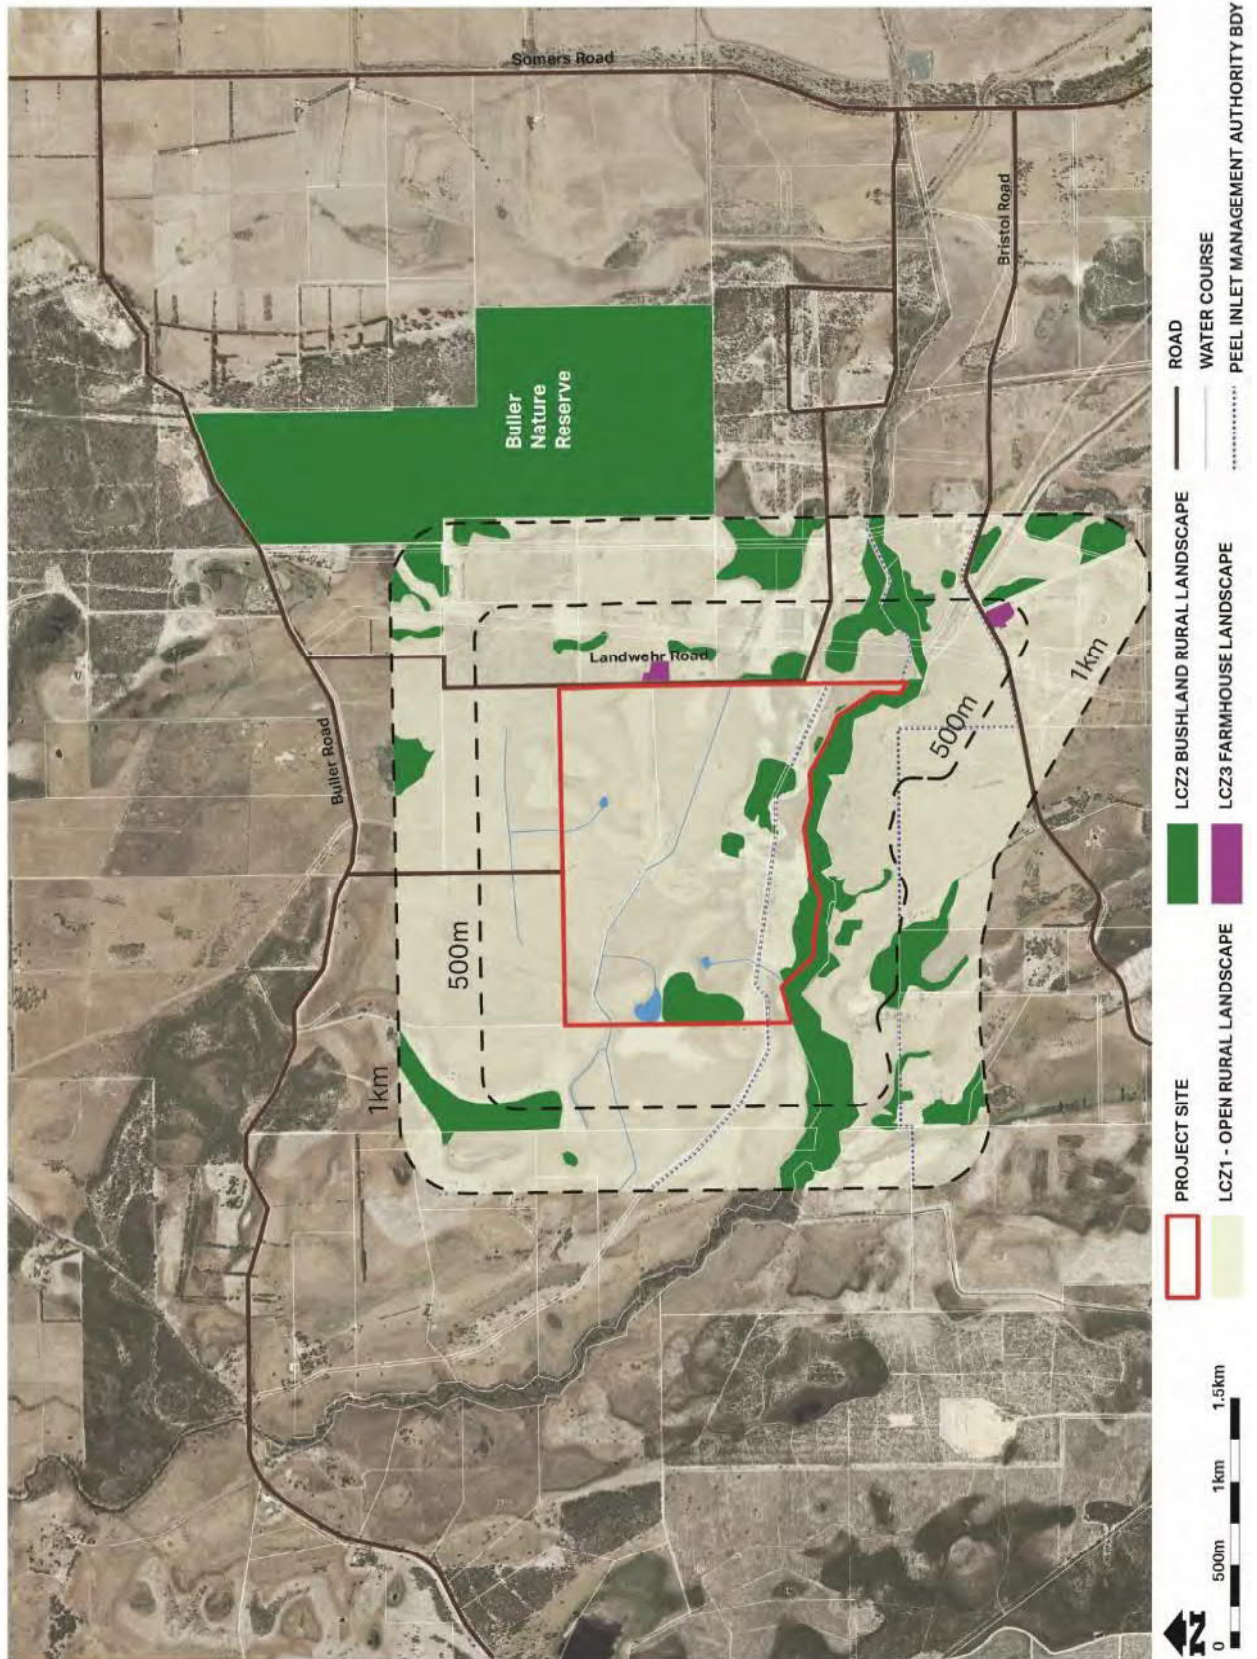 Somers Road
Buller
Nature
Reserve
Bristol Road
Landwehr Road
Buller Road
1km
500m
500m
1km
N
0
500m
1km
1.5km
PROJECT SITE
LCZ1 - OPEN RURAL LANDSCAPE
LCZ2 BUSHLAND RURAL LANDSCAPE
LCZ3 FARMHOUSE LANDSCAPE
ROAD
WATER COURSE
PEEL INLET MANAGEMENT AUTHORITY BDY